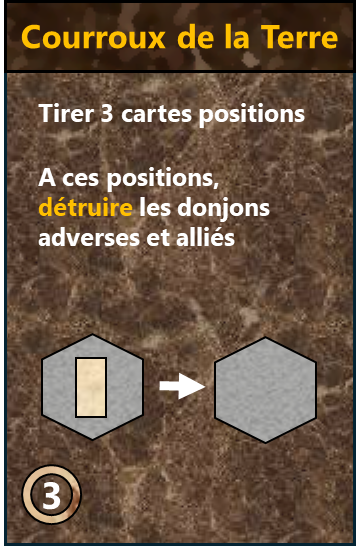 Courroux de la Terre
Tirer 3 cartes positions
A ces positions,
détruire les donjons
adverses et alliés
3